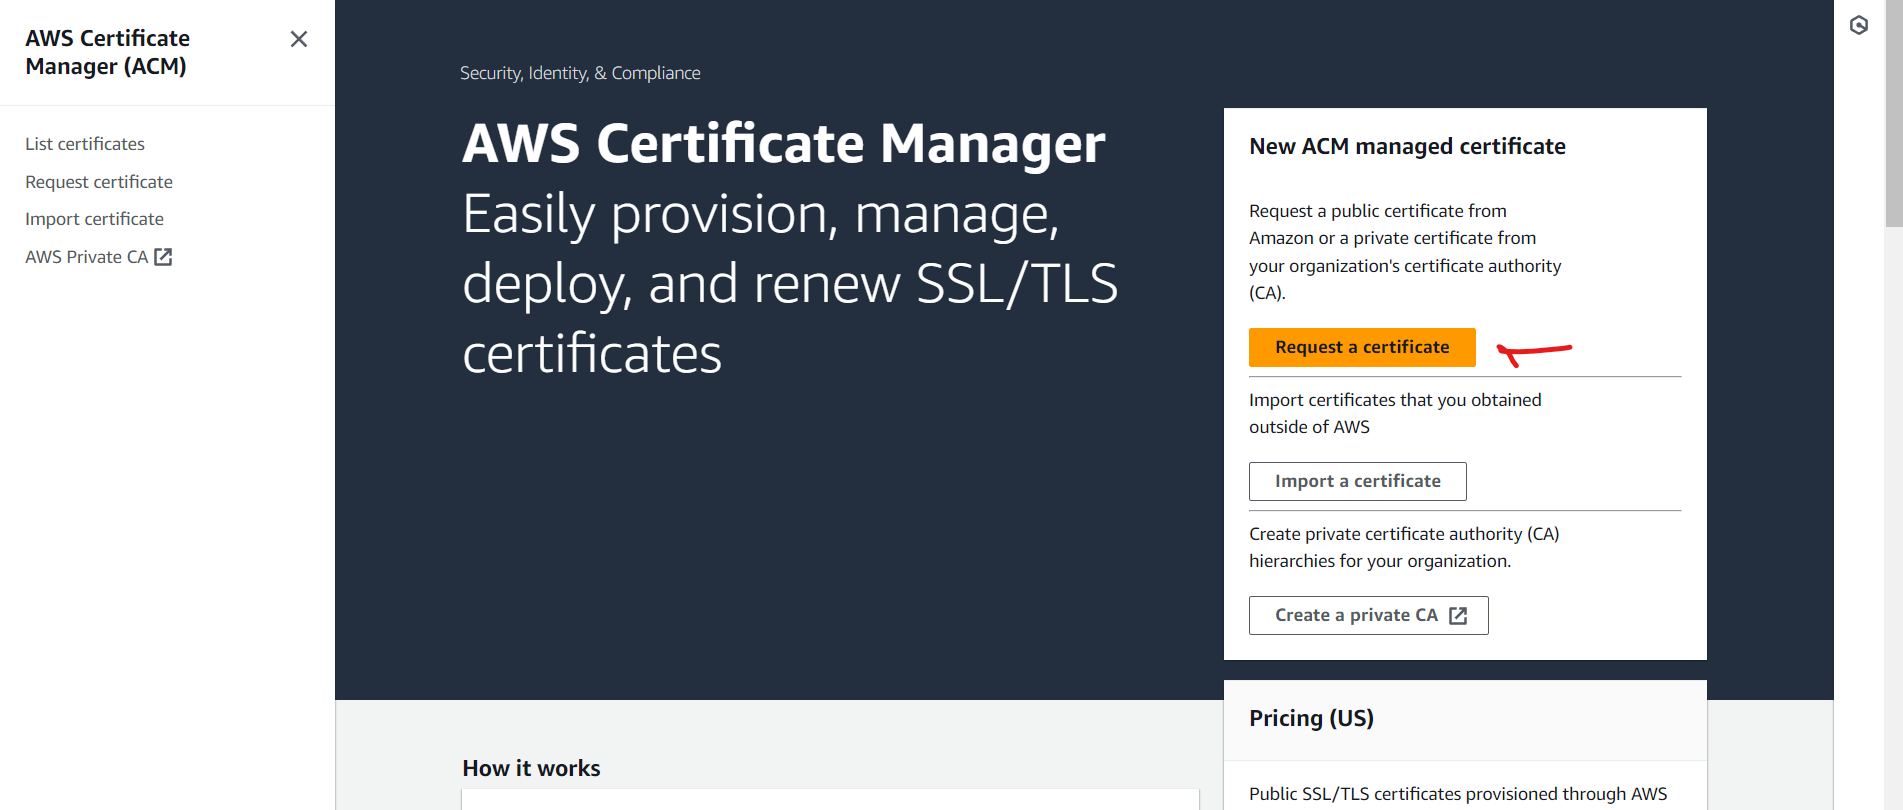 AWS Certificate
Manager (ACM)
List certificates
Request certificate
Import certificate
AWS Private CA
Security, Identity, & Compliance
AWS Certificate Manager
Easily provision, manage,
deploy, and renew SSL/TLS
certificates
New ACM managed certificate
Request a public certificate from
Amazon or a private certificate from
your organization's certificate authority
(CA).
Request a certificate
Import certificates that you obtained
outside of AWS
Import a certificate
Create private certificate authority (CA)
hierarchies for your organization.
Create a private CA
Pricing (US)
Public SSL/TLS certificates provisioned through AWS
How it works